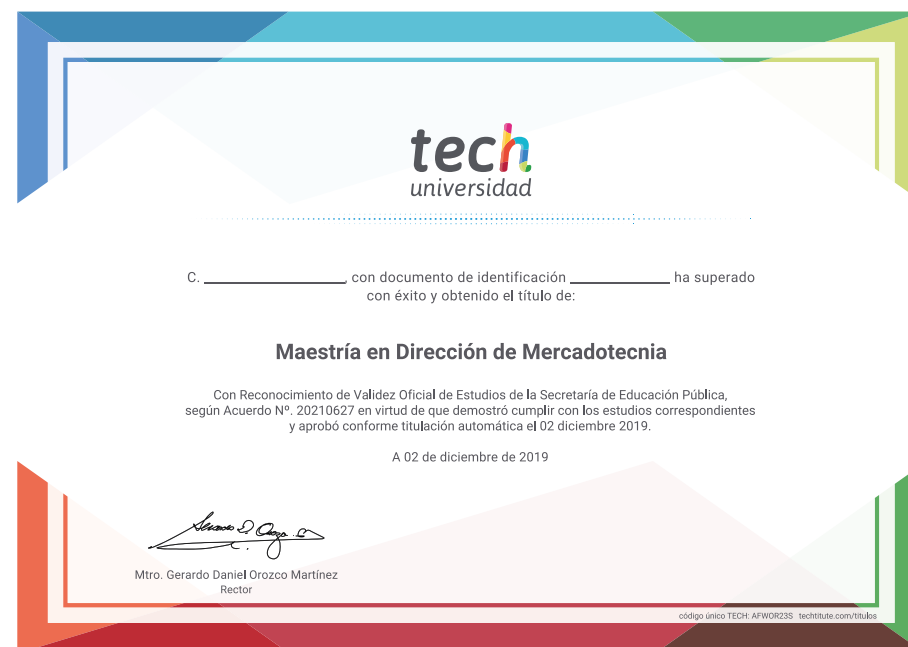 tech
universidad
C. ________________, con documento de identificación ____________ ha superado
con éxito y obtenido el título de:
Maestría en Dirección de Mercadotecnia
Con Reconocimiento de Validez Oficial de Estudios de la Secretaría de Educación Pública,
según Acuerdo Nº. 20210627 en virtud de que demostró cumplir con los estudios correspondientes
y aprobó conforme titulación automática el 02 diciembre 2019.
A 02 de diciembre de 2019
Mtro. Gerardo Daniel Orozco Martínez
Rector
código único TECH: AFWOR23S techtitute.com/titulos